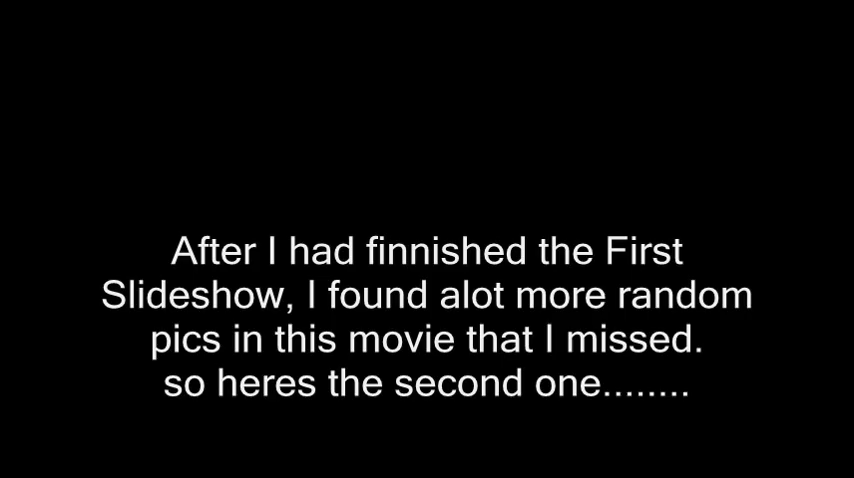 After I had finnished the First
Slideshow, I found alot more random
pics in this movie that I missed.
so heres the second one........